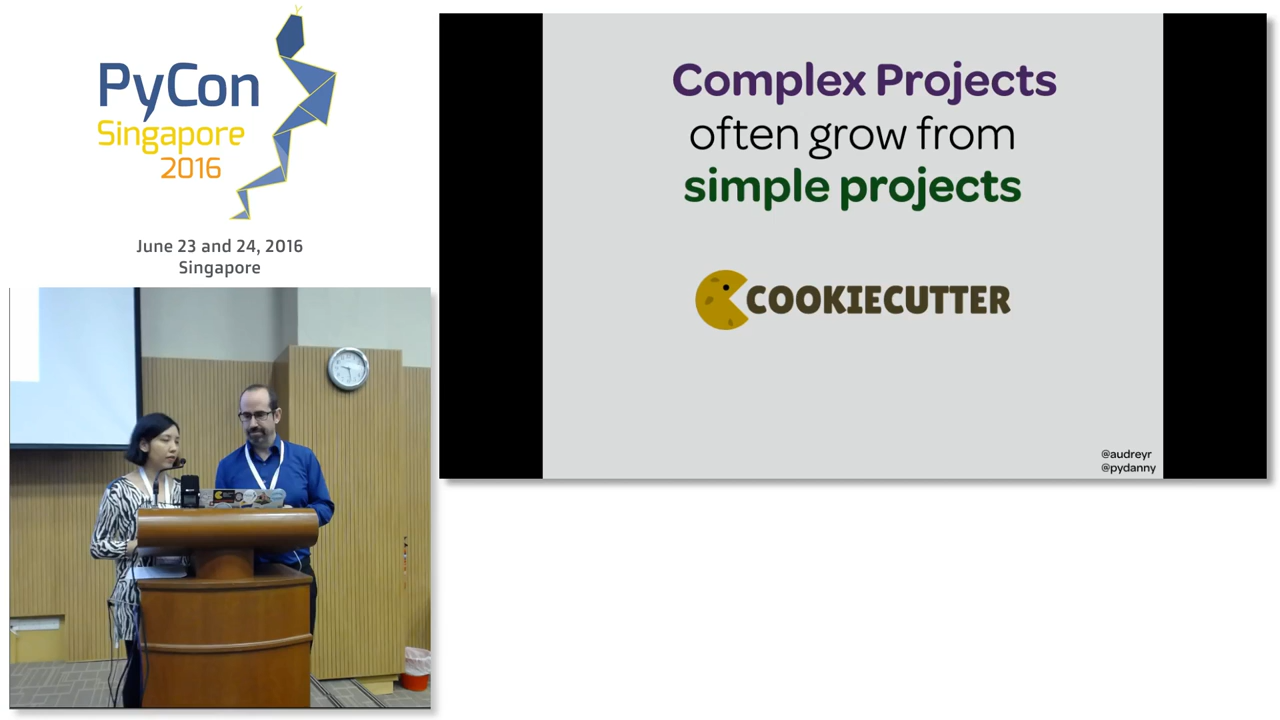 PyCon
Singapore
2016
June 23 and 24, 2016
Singapore
Complex Projects
often grow from
simple projects
COOKIECUTTER
@audreyr
@pydanny